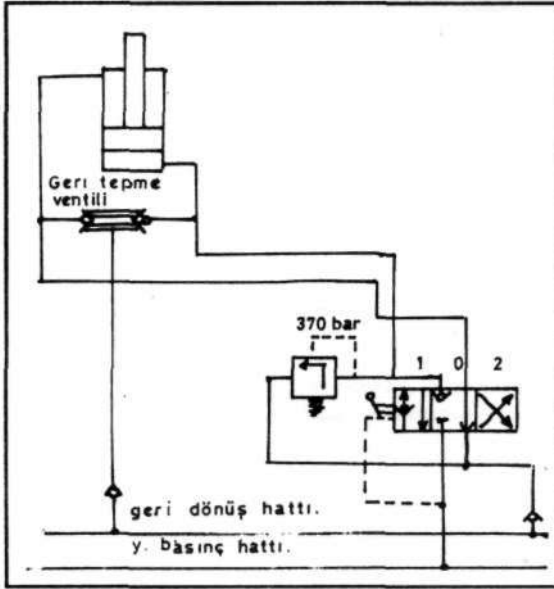 Geri tepme
ventili
370 bar
1 0 2
geri dönüş hattı.
y. basınç hattı.